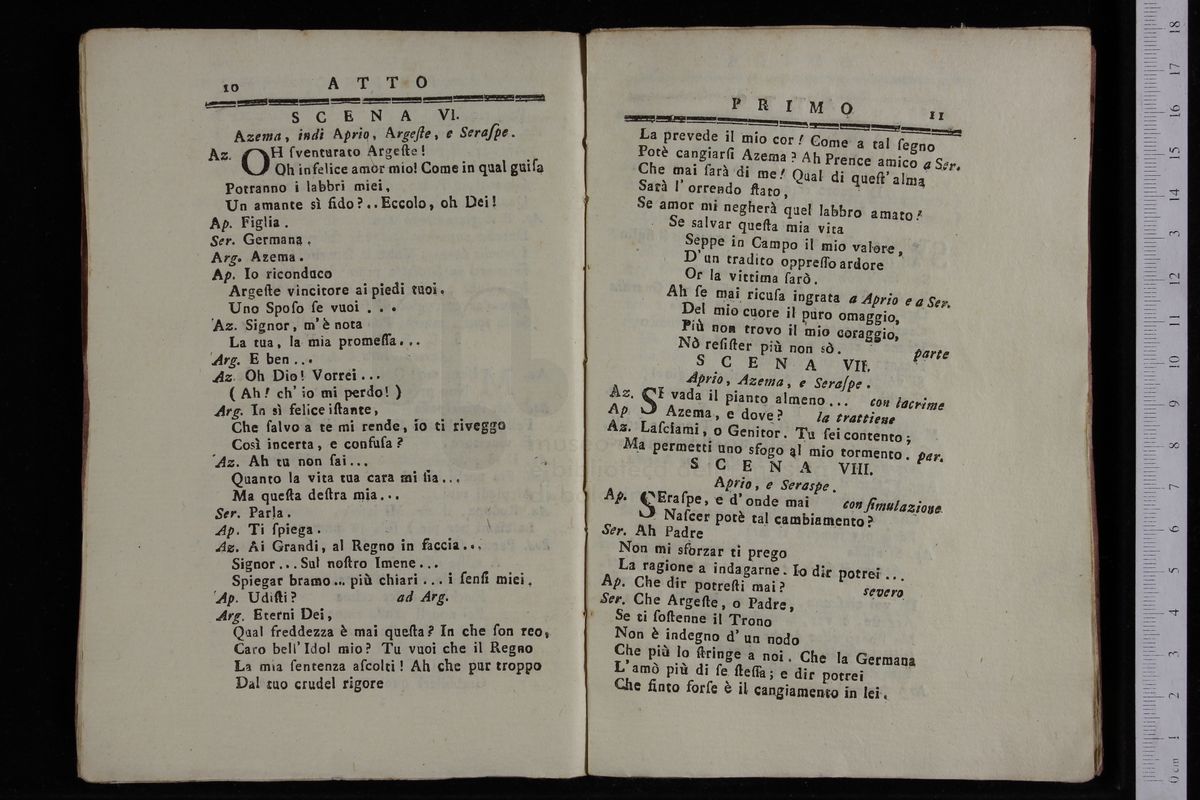 10 ATTO
SCENA VI.
Azema, indi Aprio, Argeſte, e Seraſpe.
Az. OH ſventurato Argeſte!
Oh infelice amor mio! Come in qual guiſa
Potranno i labbri miei,
Un amante sì fido?..Eccolo, oh Dei!
Ap. Figlia.
Ser. Germana.
Arg. Azema.
Ap. Io riconduco
Argeſte vincitore ai piedi tuoi.
Uno Spoſo ſe vuoi . . .
Az. Signor, m'è nota
La tua, la mia promeſſa...
Arg. E ben...
Az. Oh Dio! Vorrei...
( Ah! ch' io mi perdo! )
Arg. In sì felice iſtante,
Che ſalvo a te mi rende, io ti riveggo
Così incerta, e confuſa?
Az. Ah tu non ſai...
Quanto la vita tua cara mi ſia...
Ma queſta deſtra mia...
Ser. Parla.
Ap. Ti ſpiega.
Az. Ai Grandi, al Regno in faccia...
Signor...Sul noſtro Imene...
Spiegar bramo... più chiari ... i ſenſi miei.
Ap. Udiſti? ad Arg.
Arg. Eterni Dei,
Qual freddezza è mai queſta? In che ſon reo,
Caro bell'Idol mio? Tu vuoi che il Regno
La mia ſentenza aſcolti! Ah che pur troppo
Dal tuo crudel rigore
PRIMO 11
La prevede il mio cor! Come a tal ſegno
Potè cangiarſi Azema? Ah Prence amico a Ser.
Che mai ſarà di me! Qual di queſt'alma
Sarà l'orrendo ſtato,
Se amor mi negherà quel labbro amato!
Se salvar queſta mia vita
Seppe in Campo il mio valore,
D'un tradito oppreſſo ardore
Or la vittima ſarò.
Ah ſe mai ricuſa ingrata a Aprio e a Ser.
Del mio cuore il puro omaggio,
Più non trovo il mio coraggio,
Nò reſiſter più non sò. parte
SCENA VII.
Aprio, Azema, e Seraſpe.
Az. SI vada il pianto almeno... con lacrime
Ap Azema, e dove? la trattiene
Az. Laſciami, o Genitor. Tu ſei contento;
Ma permetti uno sfogo al mio tormento. par.
SCENA VIII.
Aprio, e Seraspe.
Ap. SEraſpe, e d'onde mai con ſimulazione
Naſcer potè tal cambiamento?
Ser. Ah Padre
Non mi sforzar ti prego
La ragione a indagarne. Io dir potrei...
Ap. Che dir potreſti mai? severo
Ser. Che Argeſte, o Padre,
Se ti ſoſtenne il Trono
Non è indegno d'un nodo
Che più lo ſtringe a noi. Che la Germana
L'amò più di ſe ſteſſa; e dir potrei
Che finto forſe è il cangiamento in lei.